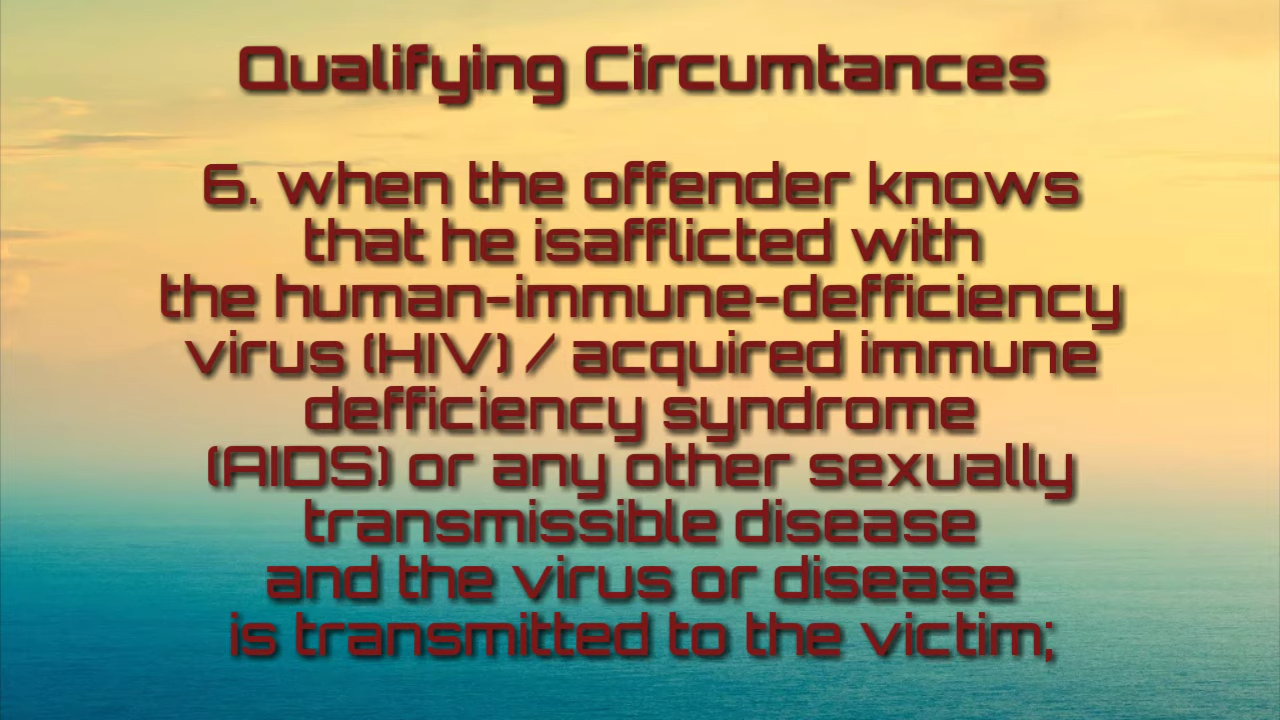 Qualifying Circumtances
6. when the offender knows
that he isafflicted with
the human-immune-defficiency
virus (HIV) / acquired immune
defficiency syndrome
(AIDS) or any other sexually
transmissible disease
and the virus or disease
is transmitted to the victim;